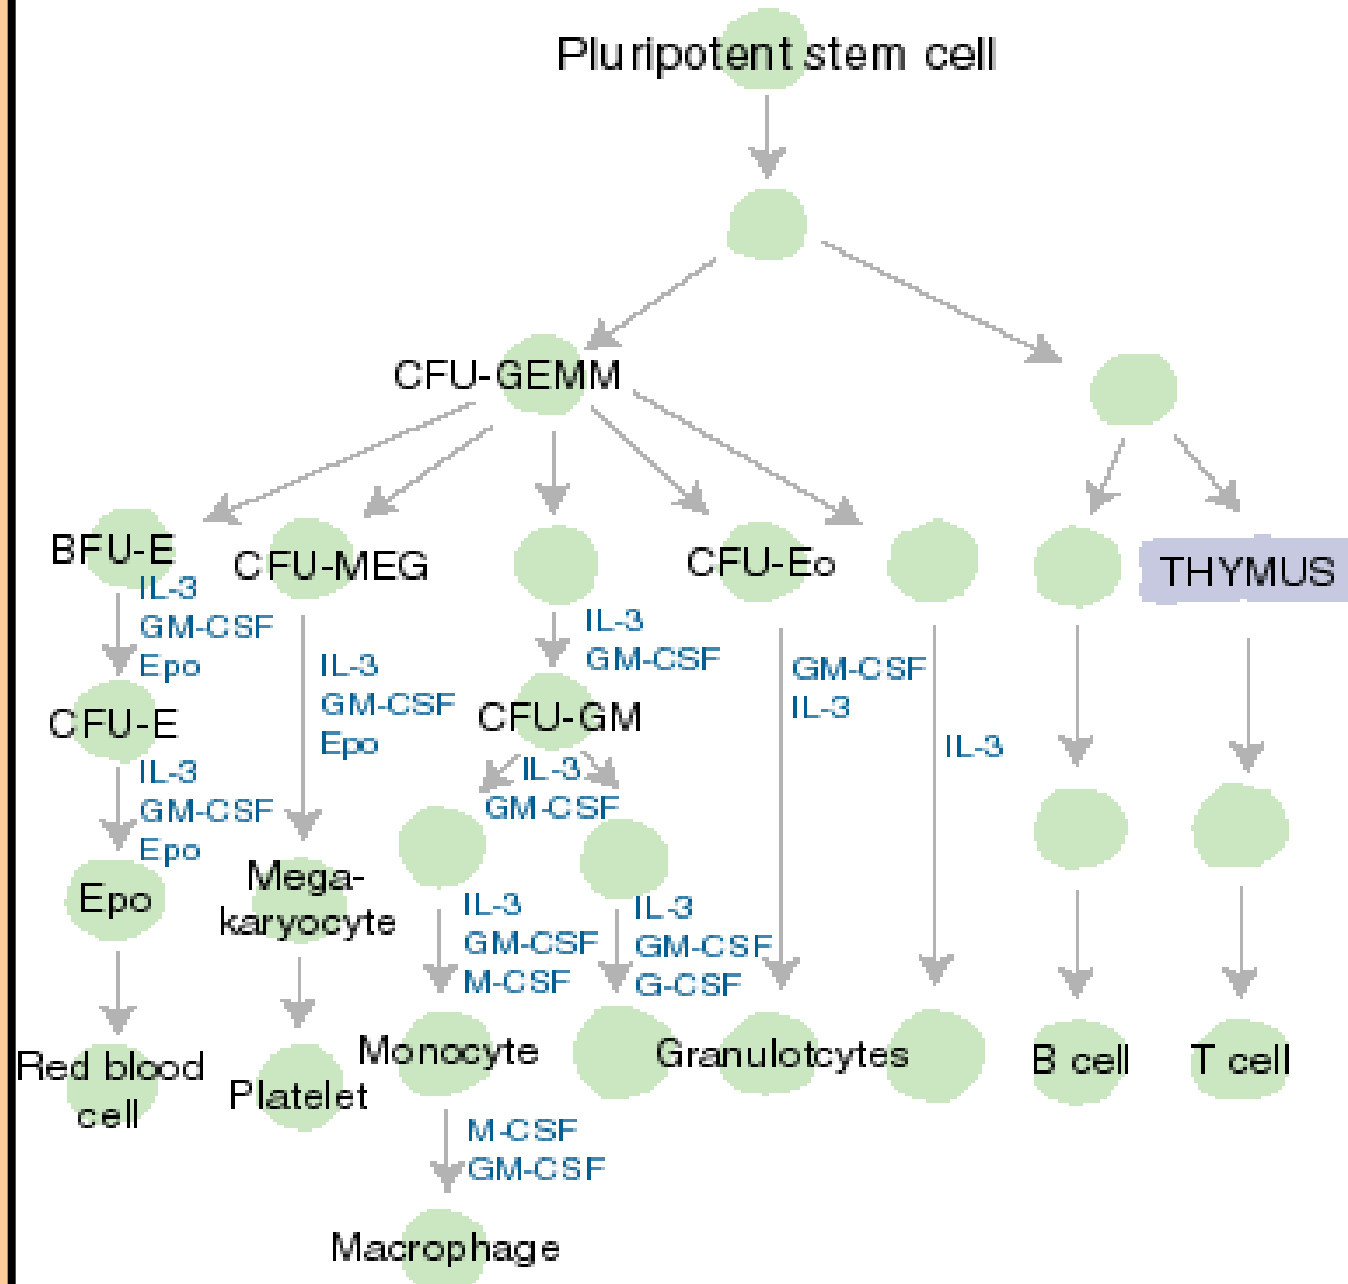 Pluripotent stem cell
CFU-GEMM
BFU-E
CFU-MEG
CFU-Eo
THYMUS
IL-3
GM-CSF
Epo
IL-3
GM-CSF
Epo
IL-3
GM-CSF
GM-CSF
IL-3
IL-3
CFU-E
CFU-GM
IL-3
GM-CSF
Epo
IL-3
GM-CSF
Epo
Mega-
karyocyte
IL-3
GM-CSF
M-CSF
IL-3
GM-CSF
G-CSF
Red blood
cell
Platelet
Monocyte
Granulotcytes
B cell
T cell
M-CSF
GM-CSF
Macrophage